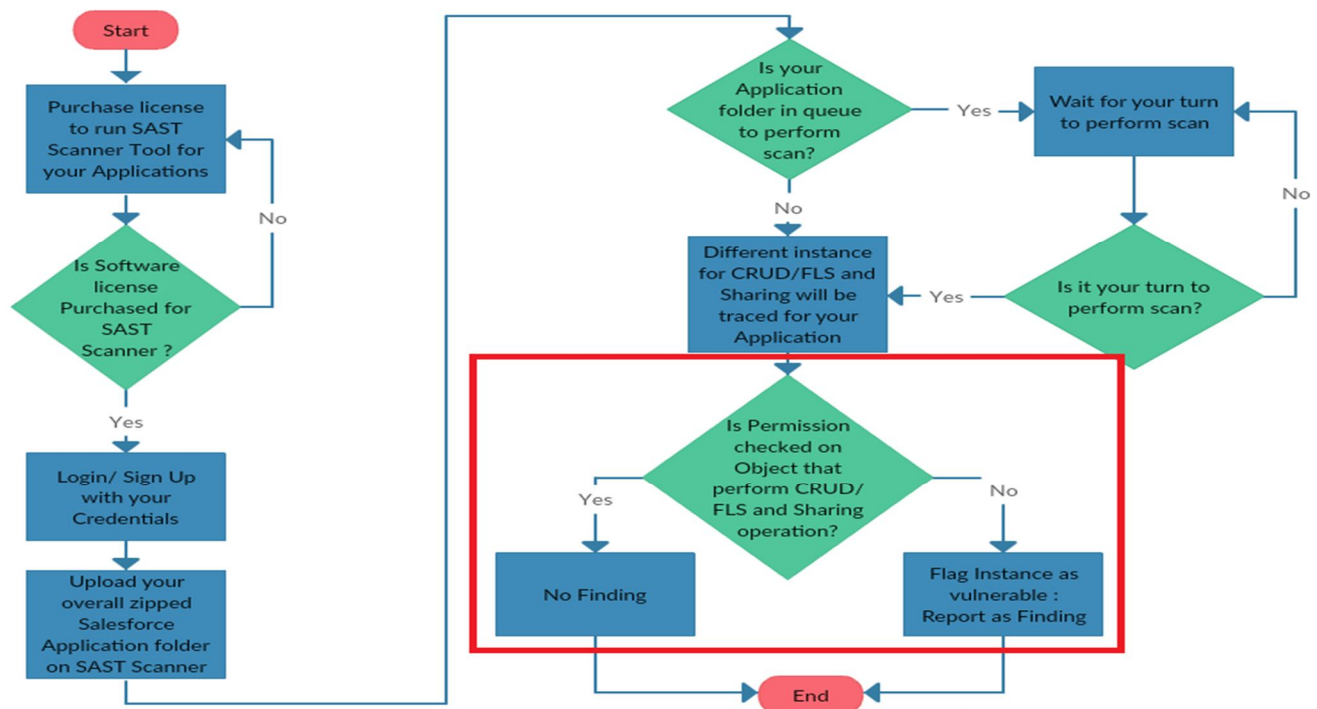 Start
Purchase license
to run SAST
Scanner Tool for
your Applications
No
Is Software
license
Purchased for
SAST
Scanner ?
Yes
Login/ Sign Up
with your
Credentials
Upload your
overall zipped
Salesforce
Application folder
on SAST Scanner
Is your
Application
folder in queue
to perform
scan?
Yes
Wait for your turn
to perform scan
No
No
Different instance
for CRUD/FLS and
Sharing will be
traced for your
Application
Yes
Is it your turn to
perform scan?
Is Permission
checked on
Object that
perform CRUD/
FLS and Sharing
operation?
Yes
No
No Finding
Flag Instance as
vulnerable :
Report as Finding
End